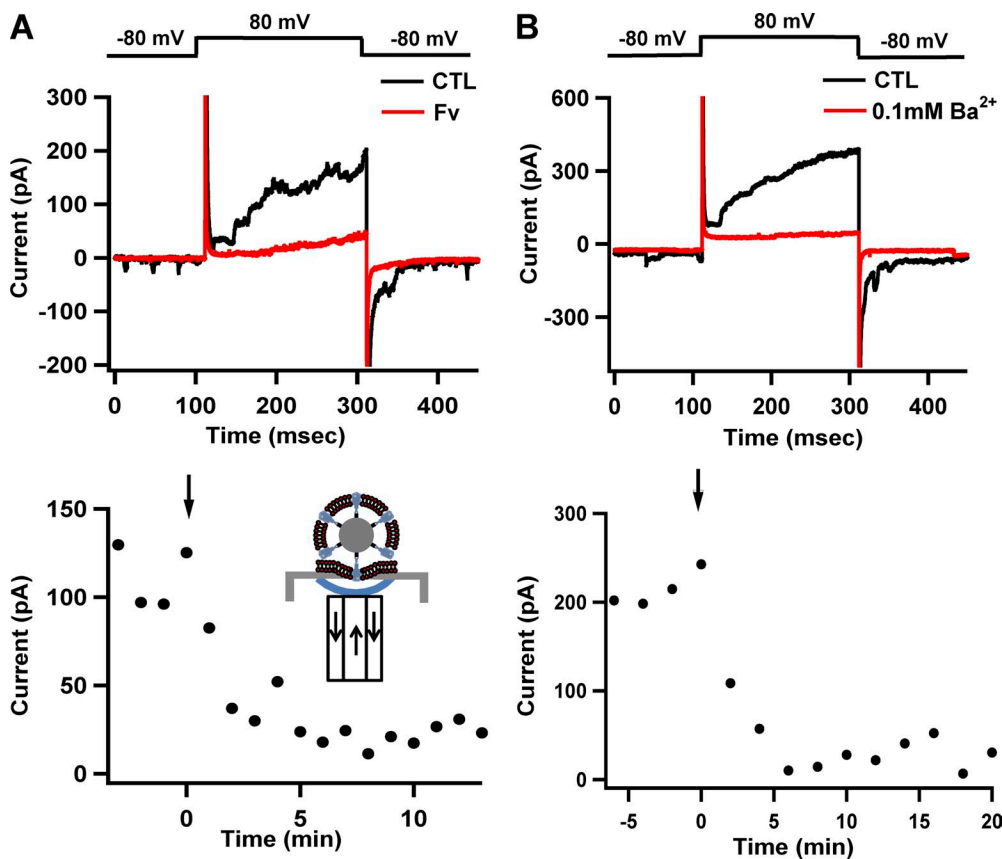 A
-80 mV
80 mV
-80 mV
CTL
Fv
Current (pA)
300
200
100
0
-100
-200
0
100
200
300
400
Time (msec)
B
-80 mV
80 mV
-80 mV
CTL
0.1mM Ba²⁺
Current (pA)
600
300
0
-300
0
100
200
300
400
Time (msec)
Current (pA)
150
100
50
0
0
5
10
Time (min)
Current (pA)
300
200
100
0
-5
0
5
10
15
20
Time (min)